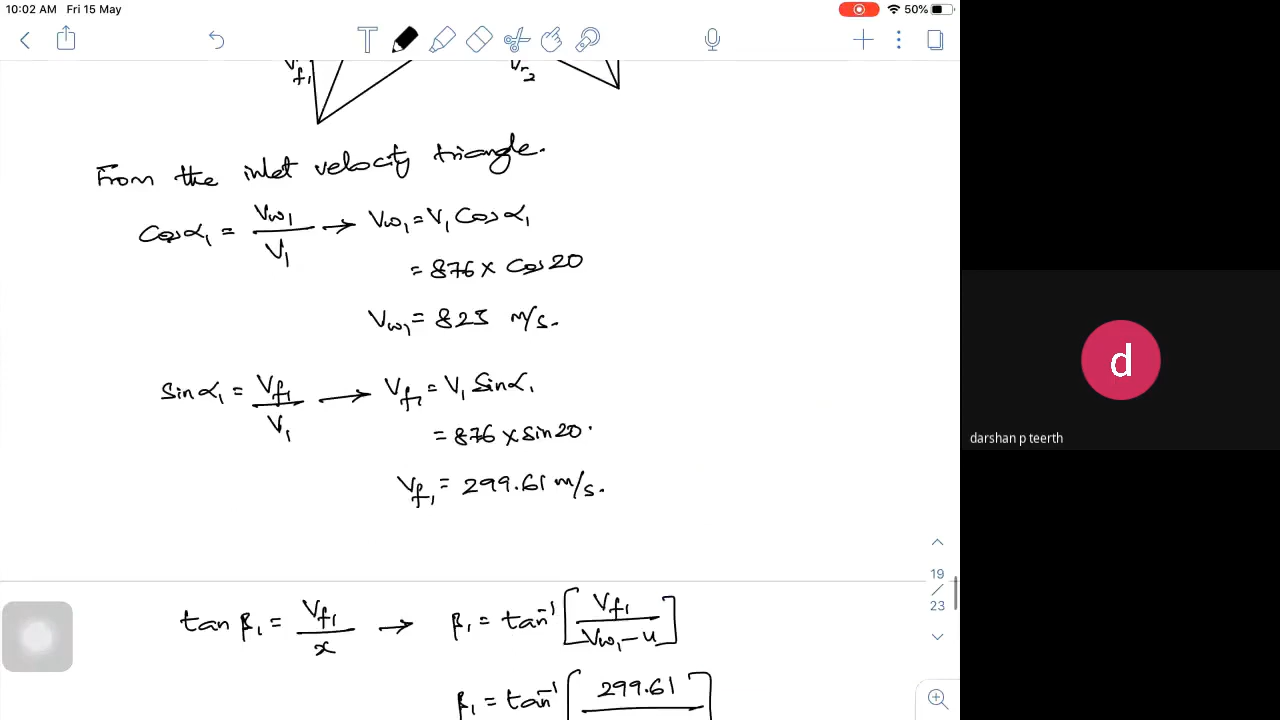 10:02 AM Fri 15 May
50%
V_f₁
V_r₂
From the inlet velocity triangle.
Cos α₁ = V_w₁ / V₁ → V_w₁ = V₁ Cos α₁
= 876 × Cos 20
V_w₁ = 823 m/s.
Sin α₁ = V_f₁ / V₁ → V_f₁ = V₁ Sin α₁
= 876 × Sin 20
V_f₁ = 299.61 m/s.
19
/
23
tan β₁ = V_f₁ / x → β₁ = tan⁻¹ [ V_f₁ / V_w₁ − u ]
β₁ = tan⁻¹ [ 299.61
d
darshan p teerth